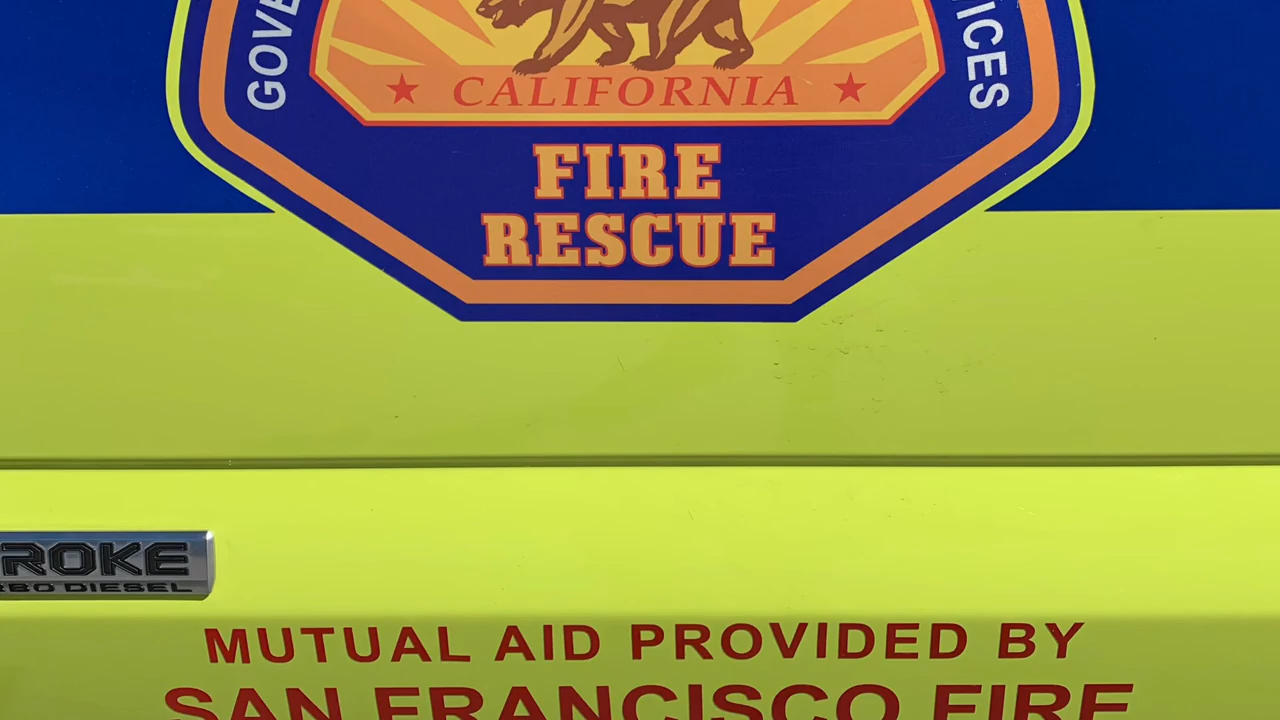 CALIFORNIA
FIRE
RESCUE
MUTUAL AID PROVIDED BY
SAN FRANCISCO FIRE